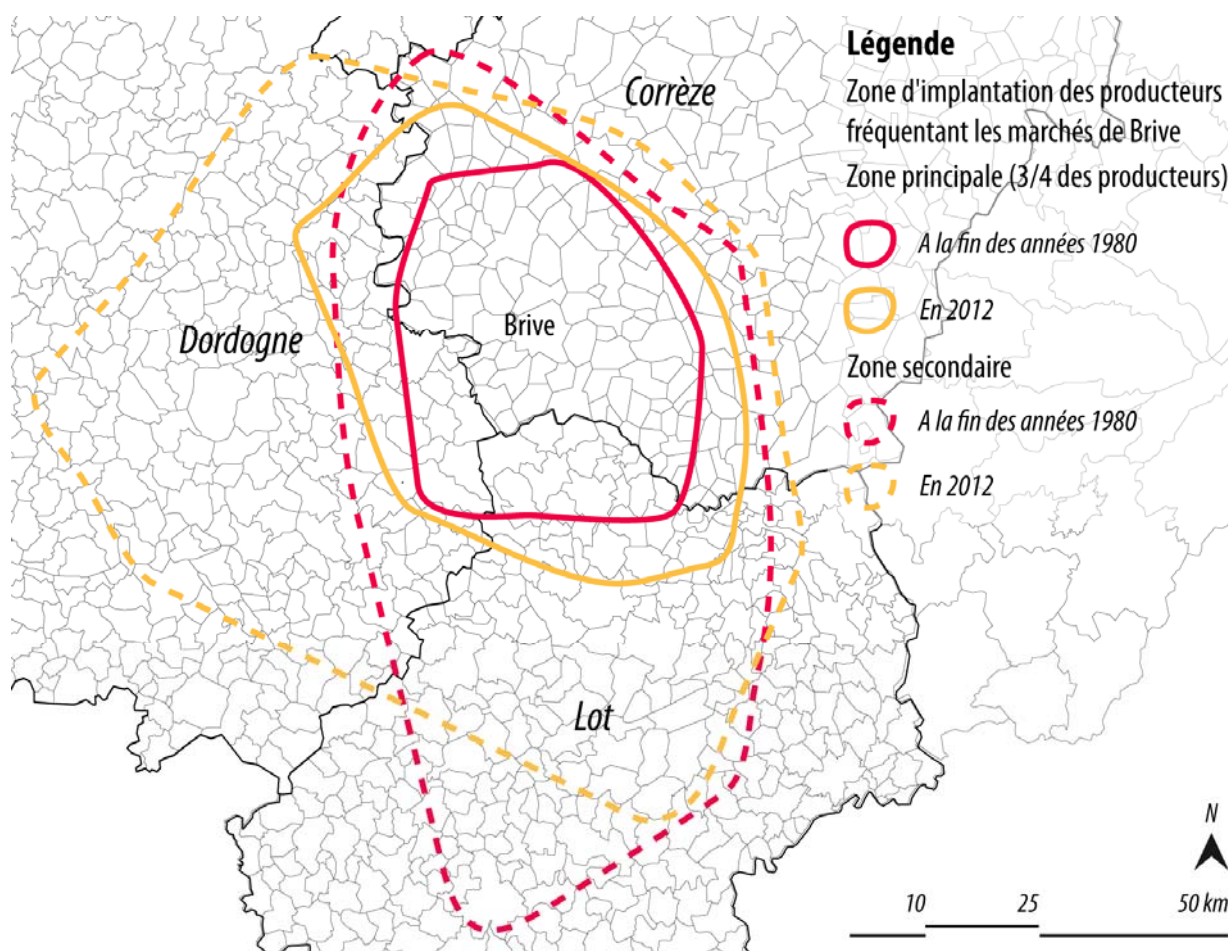 Légende
Zone d'implantation des producteurs
fréquentant les marchés de Brive
Zone principale (3/4 des producteurs)
A la fin des années 1980
En 2012
Zone secondaire
A la fin des années 1980
En 2012
Corrèze
Brive
Dordogne
Lot
N
10 25 50 km